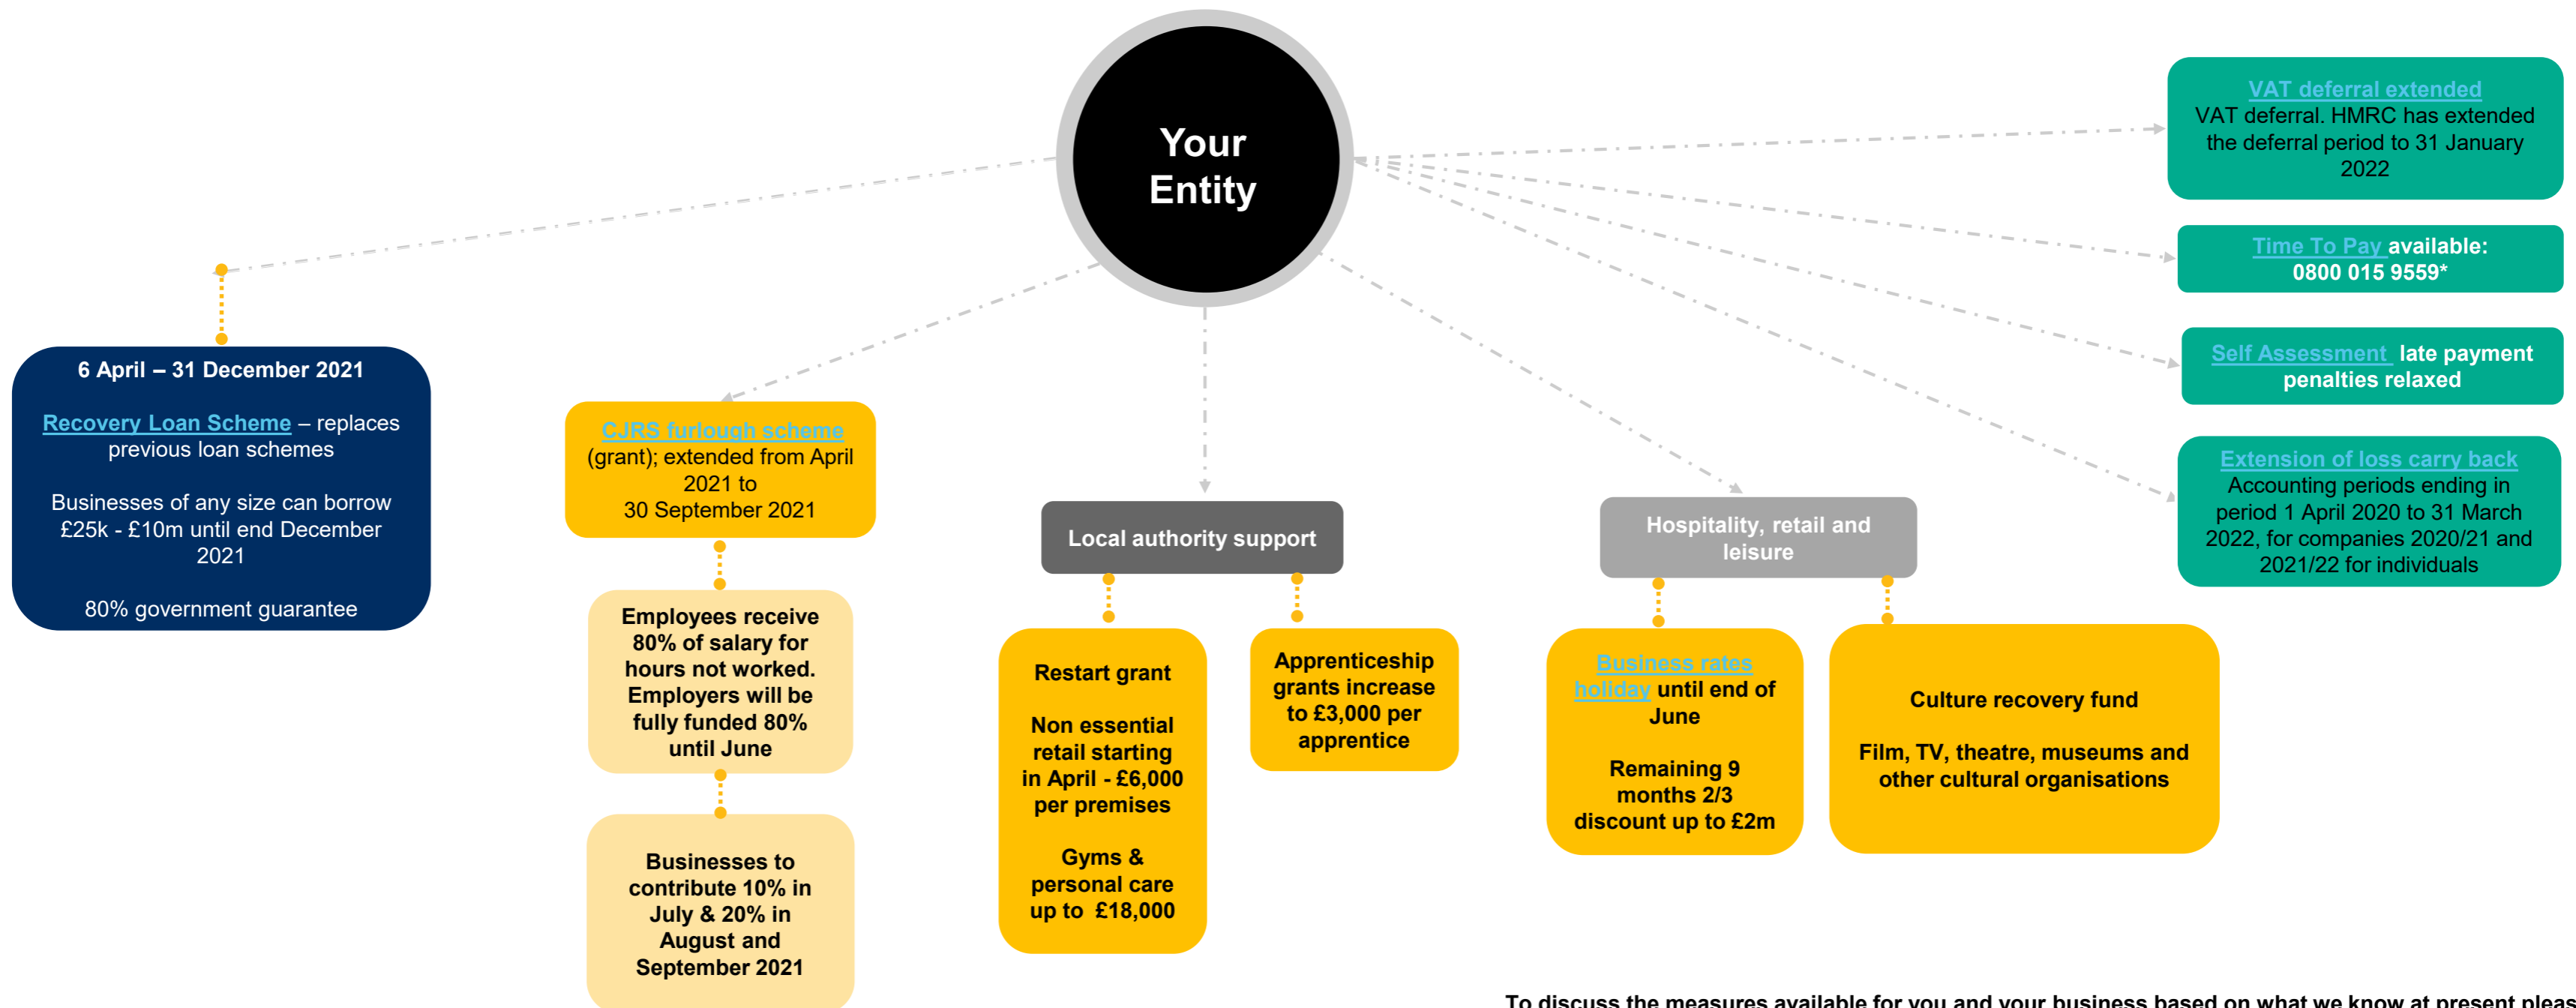 Your
Entity
VAT deferral extended
VAT deferral. HMRC has extended
the deferral period to 31 January
2022
Time To Pay available:
0800 015 9559*
Self Assessment late payment
penalties relaxed
Extension of loss carry back
Accounting periods ending in
period 1 April 2020 to 31 March
2022, for companies 2020/21 and
2021/22 for individuals
6 April – 31 December 2021
Recovery Loan Scheme – replaces
previous loan schemes
Businesses of any size can borrow
£25k - £10m until end December
2021
80% government guarantee
CJRS furlough scheme
(grant); extended from April
2021 to
30 September 2021
Employees receive
80% of salary for
hours not worked.
Employers will be
fully funded 80%
until June
Businesses to
contribute 10% in
July & 20% in
August and
September 2021
Local authority support
Restart grant
Non essential
retail starting
in April - £6,000
per premises
Gyms &
personal care
up to £18,000
Apprenticeship
grants increase
to £3,000 per
apprentice
Hospitality, retail and
leisure
Business rates
holiday until end of
June
Remaining 9
months 2/3
discount up to £2m
Culture recovery fund
Film, TV, theatre, museums and
other cultural organisations
To discuss the measures available for you and your business based on what we know at present